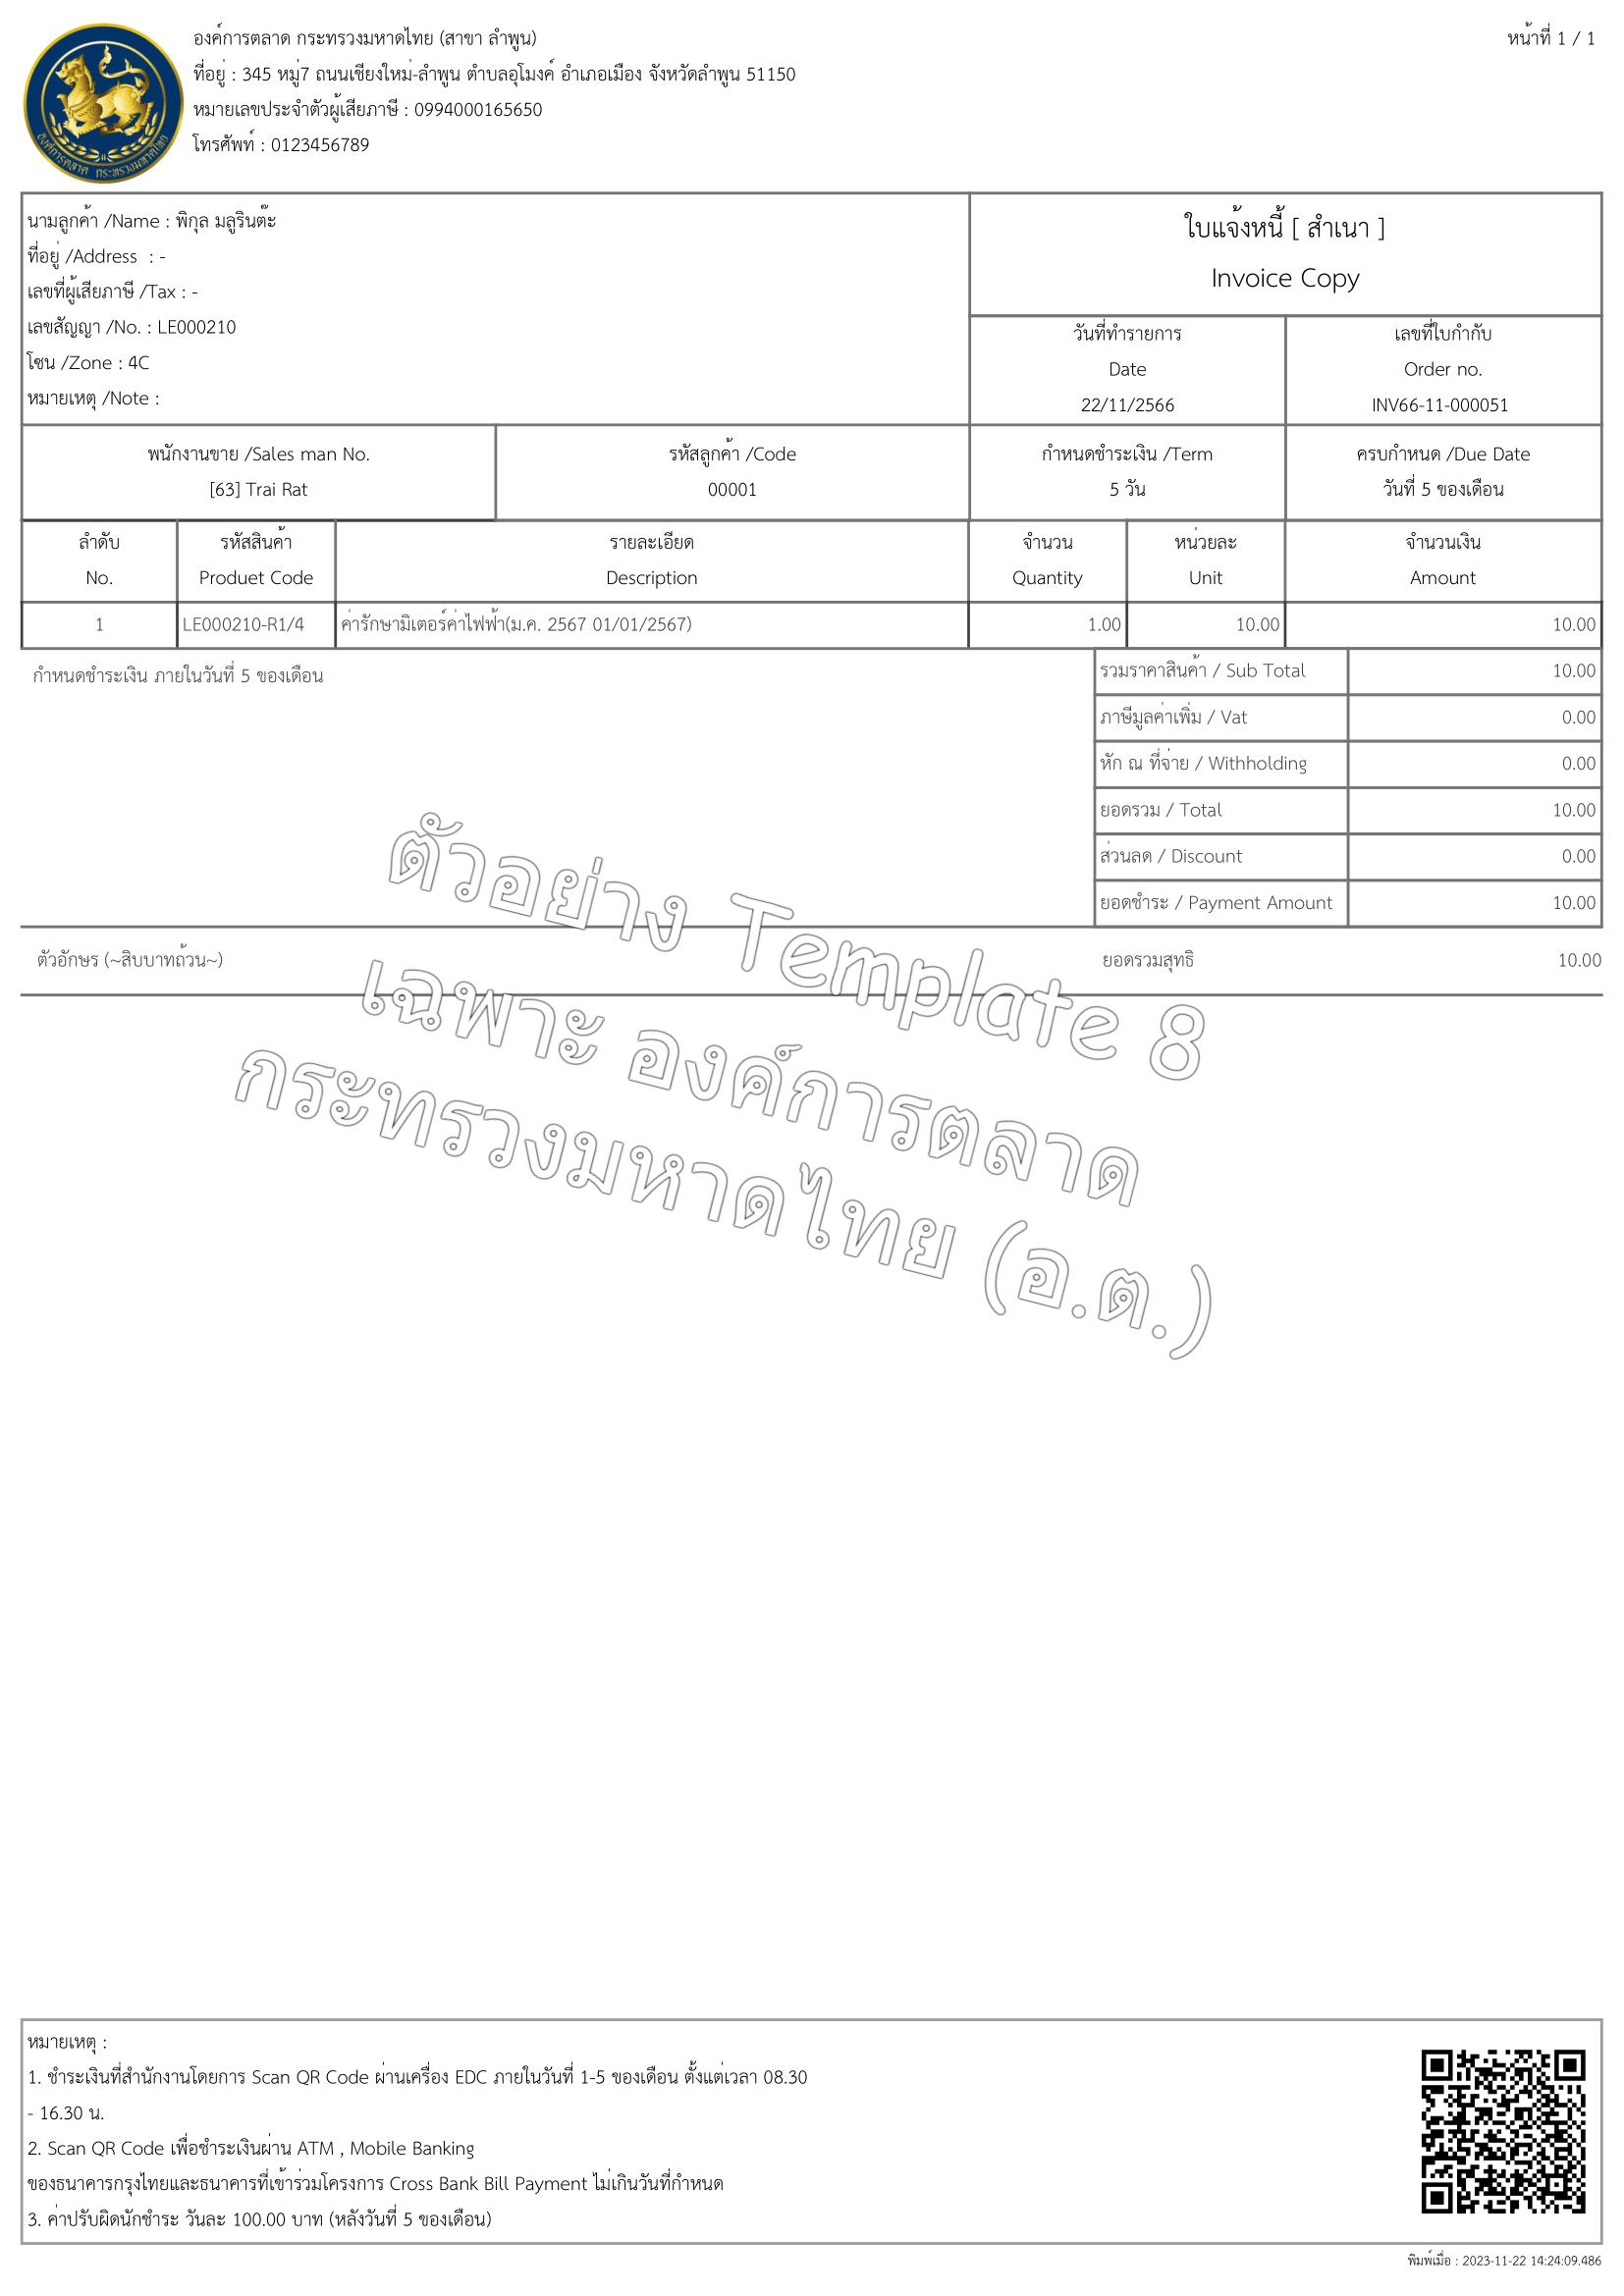 องค์การตลาด กระทรวงมหาดไทย (สาขา ลำพูน)
หน้าที่ 1 / 1
ที่อยู่ : 345 หมู่7 ถนนเชียงใหม่-ลำพูน ตำบลอุโมงค์ อำเภอเมือง จังหวัดลำพูน 51150
หมายเลขประจำตัวผู้เสียภาษี : 0994000165650
โทรศัพท์ : 0123456789
องค์การตลาด กระทรวงมหาดไทย
นามลูกค้า /Name : พิกุล มลูรินต๊ะ
ที่อยู่ /Address : -
เลขที่ผู้เสียภาษี /Tax : -
เลขสัญญา /No. : LE000210
โซน /Zone : 4C
หมายเหตุ /Note :
ใบแจ้งหนี้ [ สำเนา ]
Invoice Copy
วันที่ทำรายการ
Date
22/11/2566
เลขที่ใบกำกับ
Order no.
INV66-11-000051
พนักงานขาย /Sales man No.
[63] Trai Rat
รหัสลูกค้า /Code
00001
กำหนดชำระเงิน /Term
5 วัน
ครบกำหนด /Due Date
วันที่ 5 ของเดือน
ลำดับ
No.
รหัสสินค้า
Produet Code
รายละเอียด
Description
จำนวน
Quantity
หน่วยละ
Unit
จำนวนเงิน
Amount
1 LE000210-R1/4 ค่ารักษามิเตอร์ค่าไฟฟ้า(ม.ค. 2567 01/01/2567) 1.00 10.00 10.00
กำหนดชำระเงิน ภายในวันที่ 5 ของเดือน
รวมราคาสินค้า / Sub Total 10.00
ภาษีมูลค่าเพิ่ม / Vat 0.00
หัก ณ ที่จ่าย / Withholding 0.00
ยอดรวม / Total 10.00
ส่วนลด / Discount 0.00
ยอดชำระ / Payment Amount 10.00
ตัวอักษร (~สิบบาทถ้วน~) ยอดรวมสุทธิ 10.00
ตัวอย่าง Template 8
เฉพาะ องค์การตลาด
กระทรวงมหาดไทย (อ.ต.)
หมายเหตุ :
1. ชำระเงินที่สำนักงานโดยการ Scan QR Code ผ่านเครื่อง EDC ภายในวันที่ 1-5 ของเดือน ตั้งแต่เวลา 08.30
- 16.30 น.
2. Scan QR Code เพื่อชำระเงินผ่าน ATM , Mobile Banking
ของธนาคารกรุงไทยและธนาคารที่เข้าร่วมโครงการ Cross Bank Bill Payment ไม่เกินวันที่กำหนด
3. ค่าปรับผิดนักชำระ วันละ 100.00 บาท (หลังวันที่ 5 ของเดือน)
พิมพ์เมื่อ : 2023-11-22 14:24:09.486